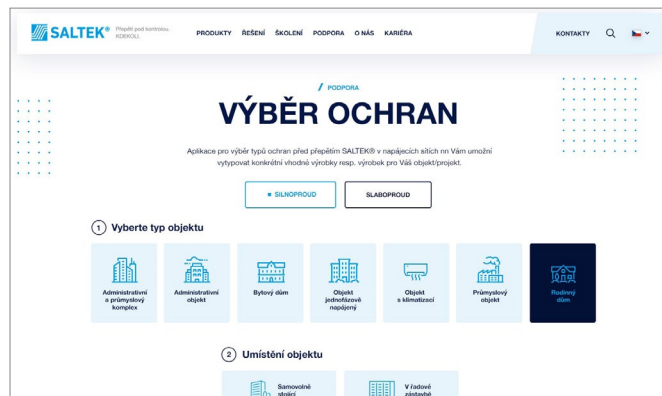 SALTEK® Přepětí pod kontrolou. KDEKOLI.
PRODUKTY ŘEŠENÍ ŠKOLENÍ PODPORA O NÁS KARIÉRA KONTAKTY
/ PODPORA
VÝBĚR OCHRAN
Aplikace pro výběr typů ochran před přepětím SALTEK® v napájecích sítích nn Vám umožní
vytypovat konkrétní vhodné výrobky resp. výrobek pro Váš objekt/projekt.
SILNOPROUD SLABOPROUD
1 Vyberte typ objektu
Administrativní
a průmyslový
komplex
Administrativní
objekt
Bytový dům
Objekt
jednofázově
napájený
Objekt
s klimatizací
Průmyslový
objekt
Rodinný
dům
2 Umístění objektu
Samovolně
stojící
V řadové
zástavbě